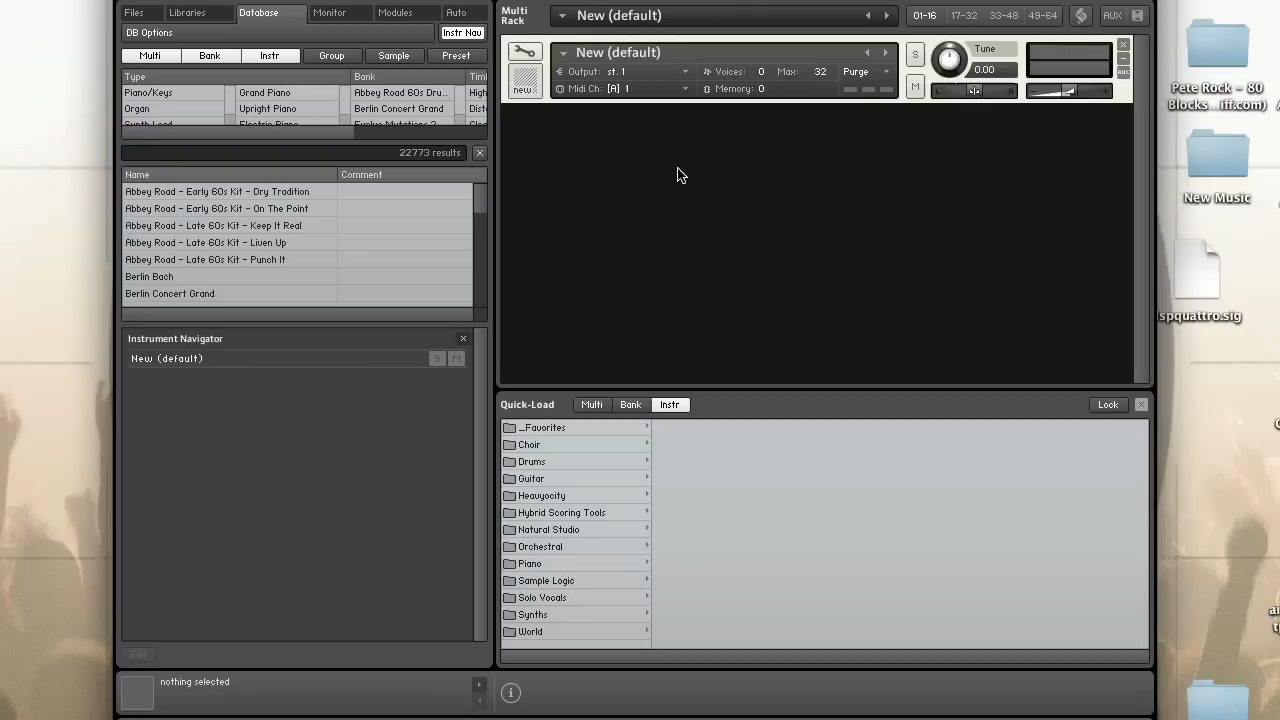 Files Libraries Database Monitor Modules Auto
DB Options Instr Nav
Multi Bank Instr Group Sample Preset
Type Bank
Piano/Keys Grand Piano Abbey Road 60s Dru.. High
Organ Upright Piano Berlin Concert Grand
22773 results
Name Comment
Abbey Road - Early 60s Kit - Dry Tradition
Abbey Road - Early 60s Kit - On The Point
Abbey Road - Late 60s Kit - Keep It Real
Abbey Road - Late 60s Kit - Liven Up
Abbey Road - Late 60s Kit - Punch It
Berlin Bach
Berlin Concert Grand
Instrument Navigator
New (default) S M
Edit
nothing selected
Multi
Rack
New (default) 01-16 17-32 33-48 49-64 AUX
New (default)
Output: st. 1 Voices: 0 Max: 32 Purge
Midi Ch: [A] 1 Memory: 0
new
S
M
Tune
0.00
L R
AUX
Quick-Load Multi Bank Instr Lock
_Favorites
Choir
Drums
Guitar
Heavyocity
Hybrid Scoring Tools
Natural Studio
Orchestral
Piano
Sample Logic
Solo Vocals
Synths
World
Pete Rock - 80
Blocks...iff.com)
New Music
spquattro.sig